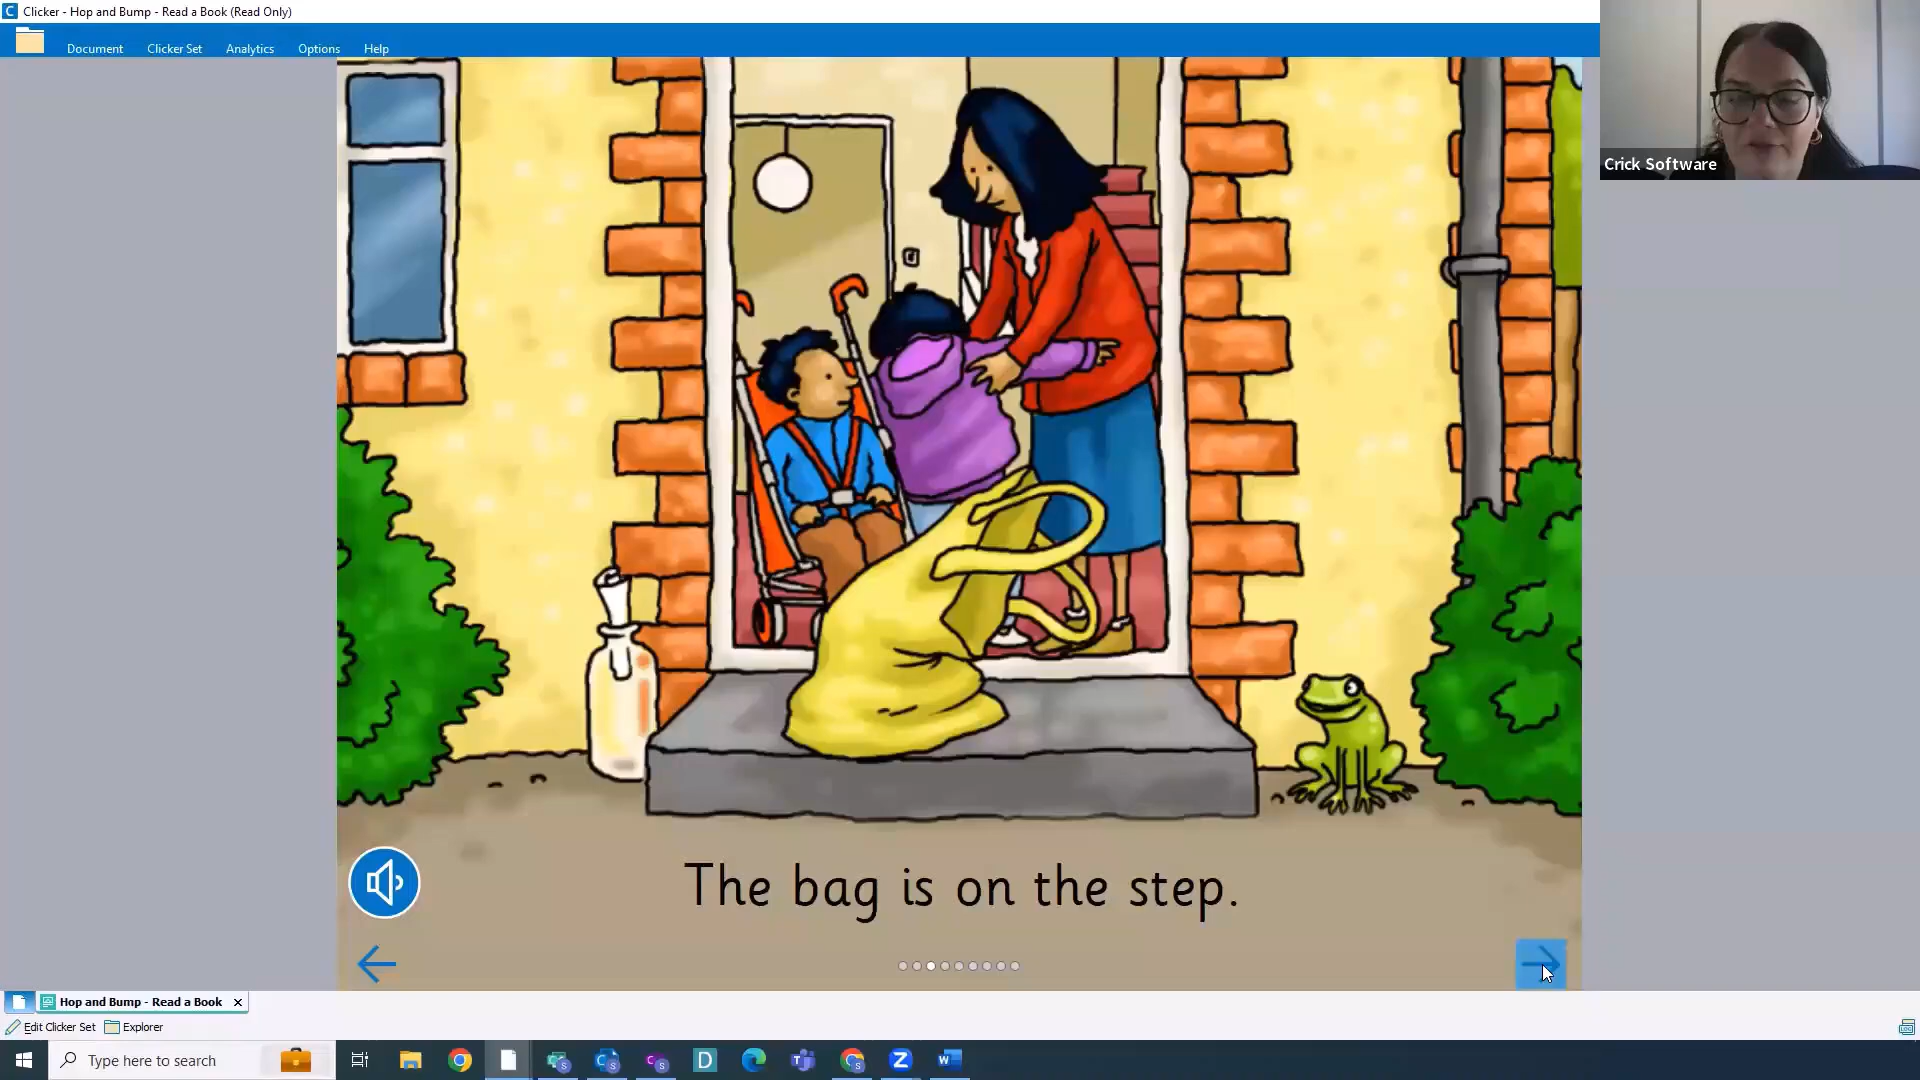 Clicker - Hop and Bump - Read a Book (Read Only)
Document Clicker Set Analytics Options Help
Crick Software
The bag is on the step.
Hop and Bump - Read a Book
Edit Clicker Set Explorer
Type here to search